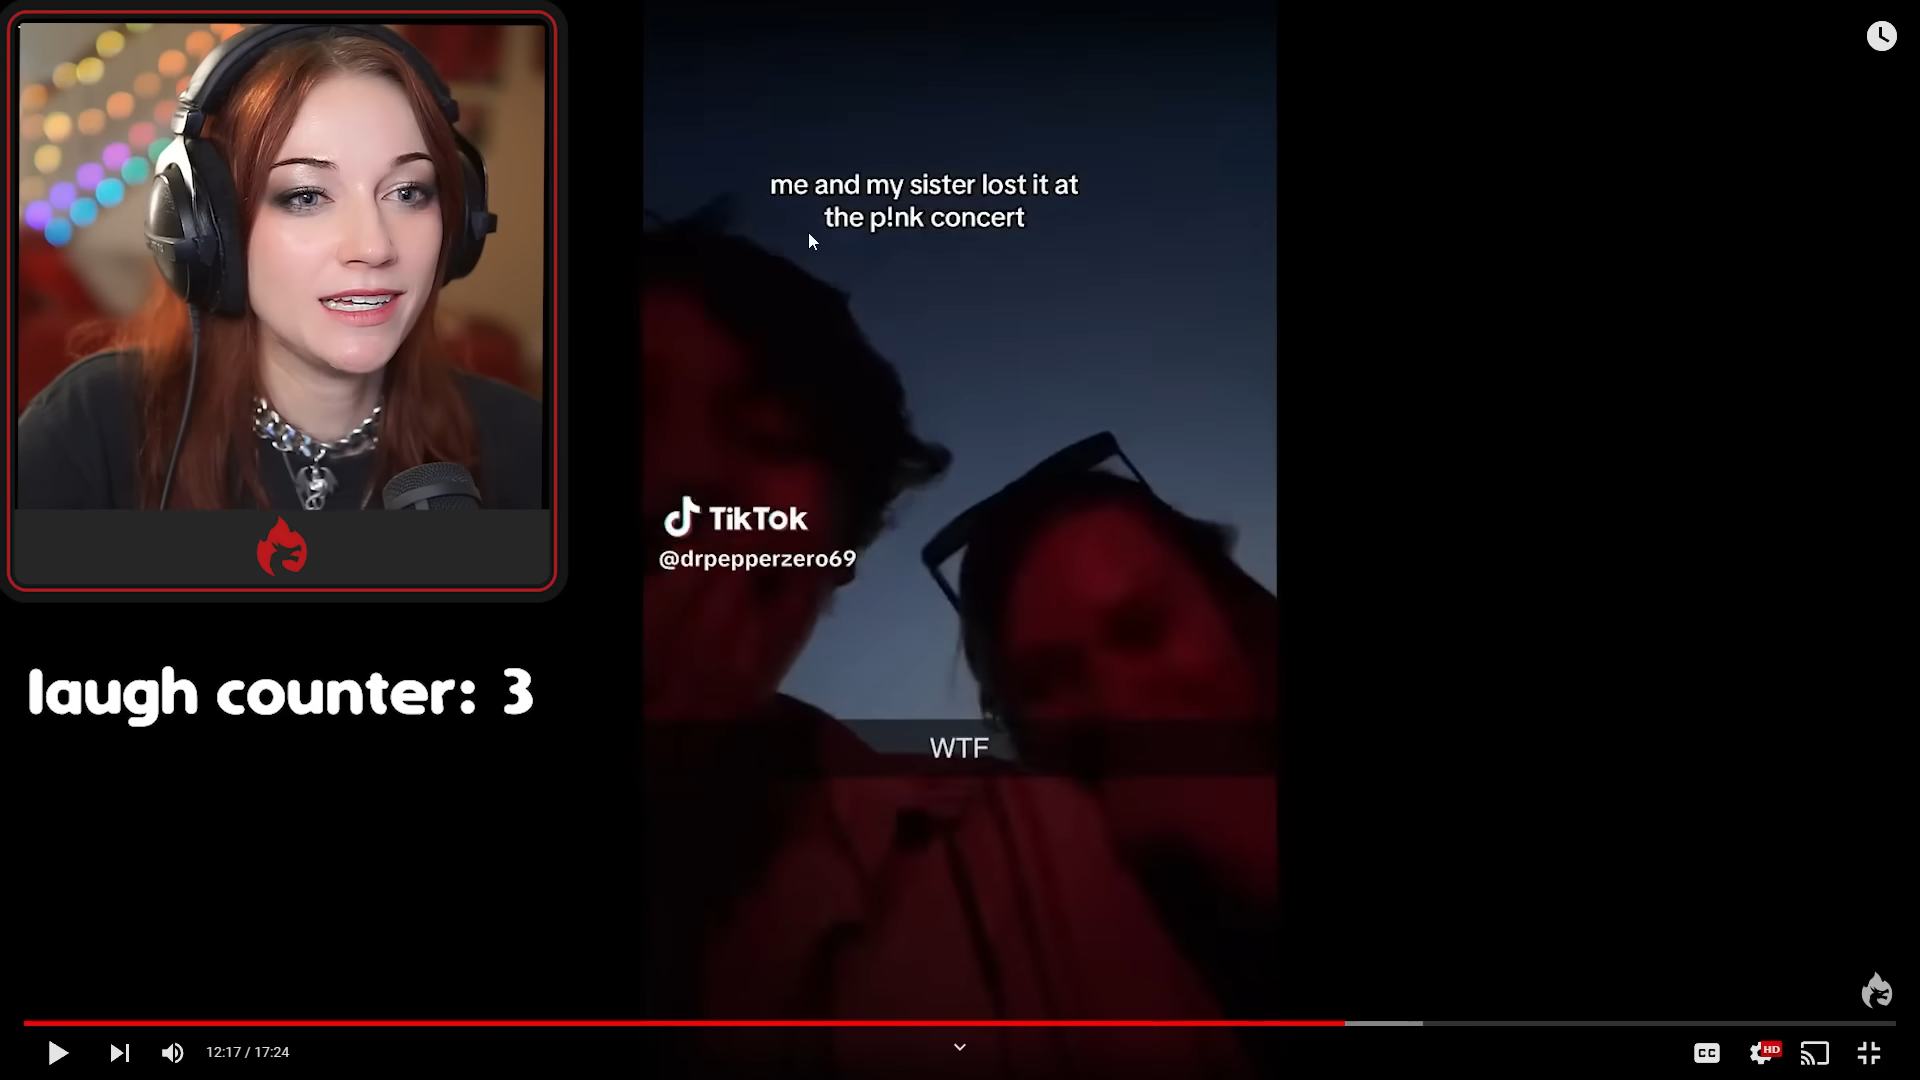 me and my sister lost it at
the p!nk concert
TikTok
@drpepperzero69
laugh counter: 3
WTF
12:17 / 17:24
CC
HD